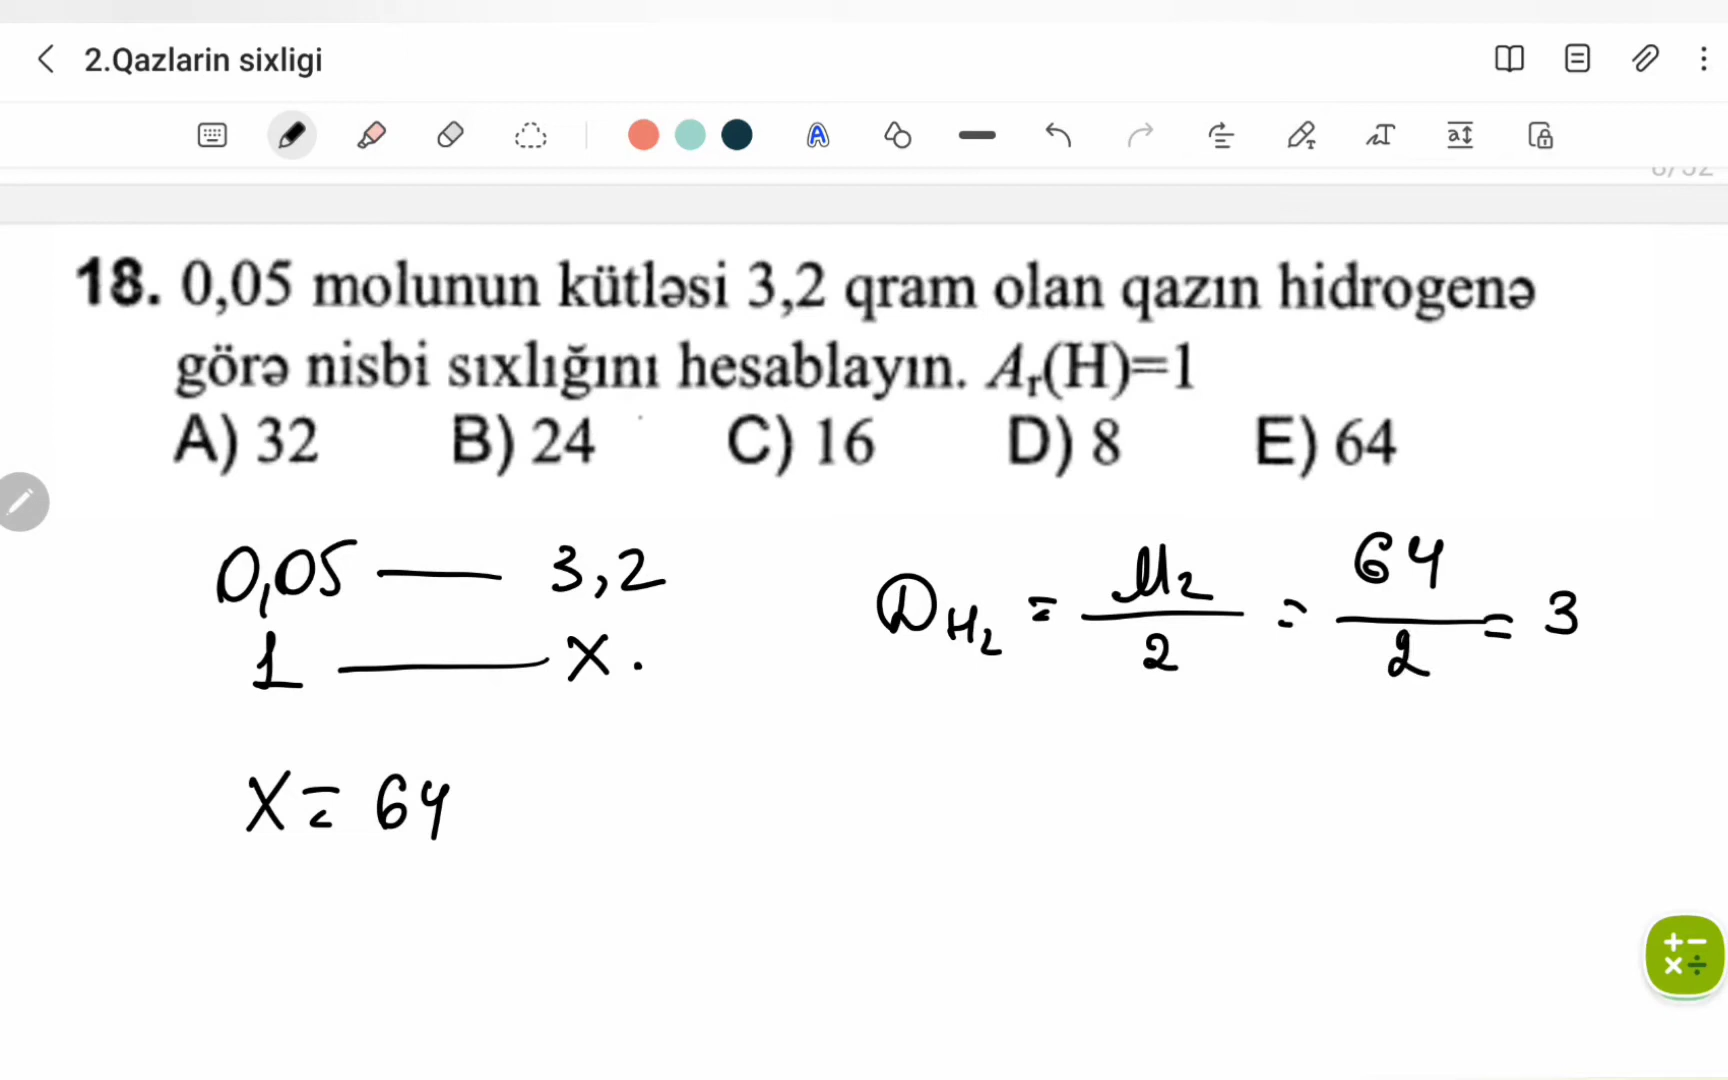 2.Qazlarin sixligi
18. 0,05 molunun kütləsi 3,2 qram olan qazın hidrogenə
görə nisbi sıxlığını hesablayın. Aᵣ(H)=1
A) 32 B) 24 C) 16 D) 8 E) 64
0,05 — 3,2
1 — X.
X = 64
D H₂ = M₂/2 = 64/2 = 3